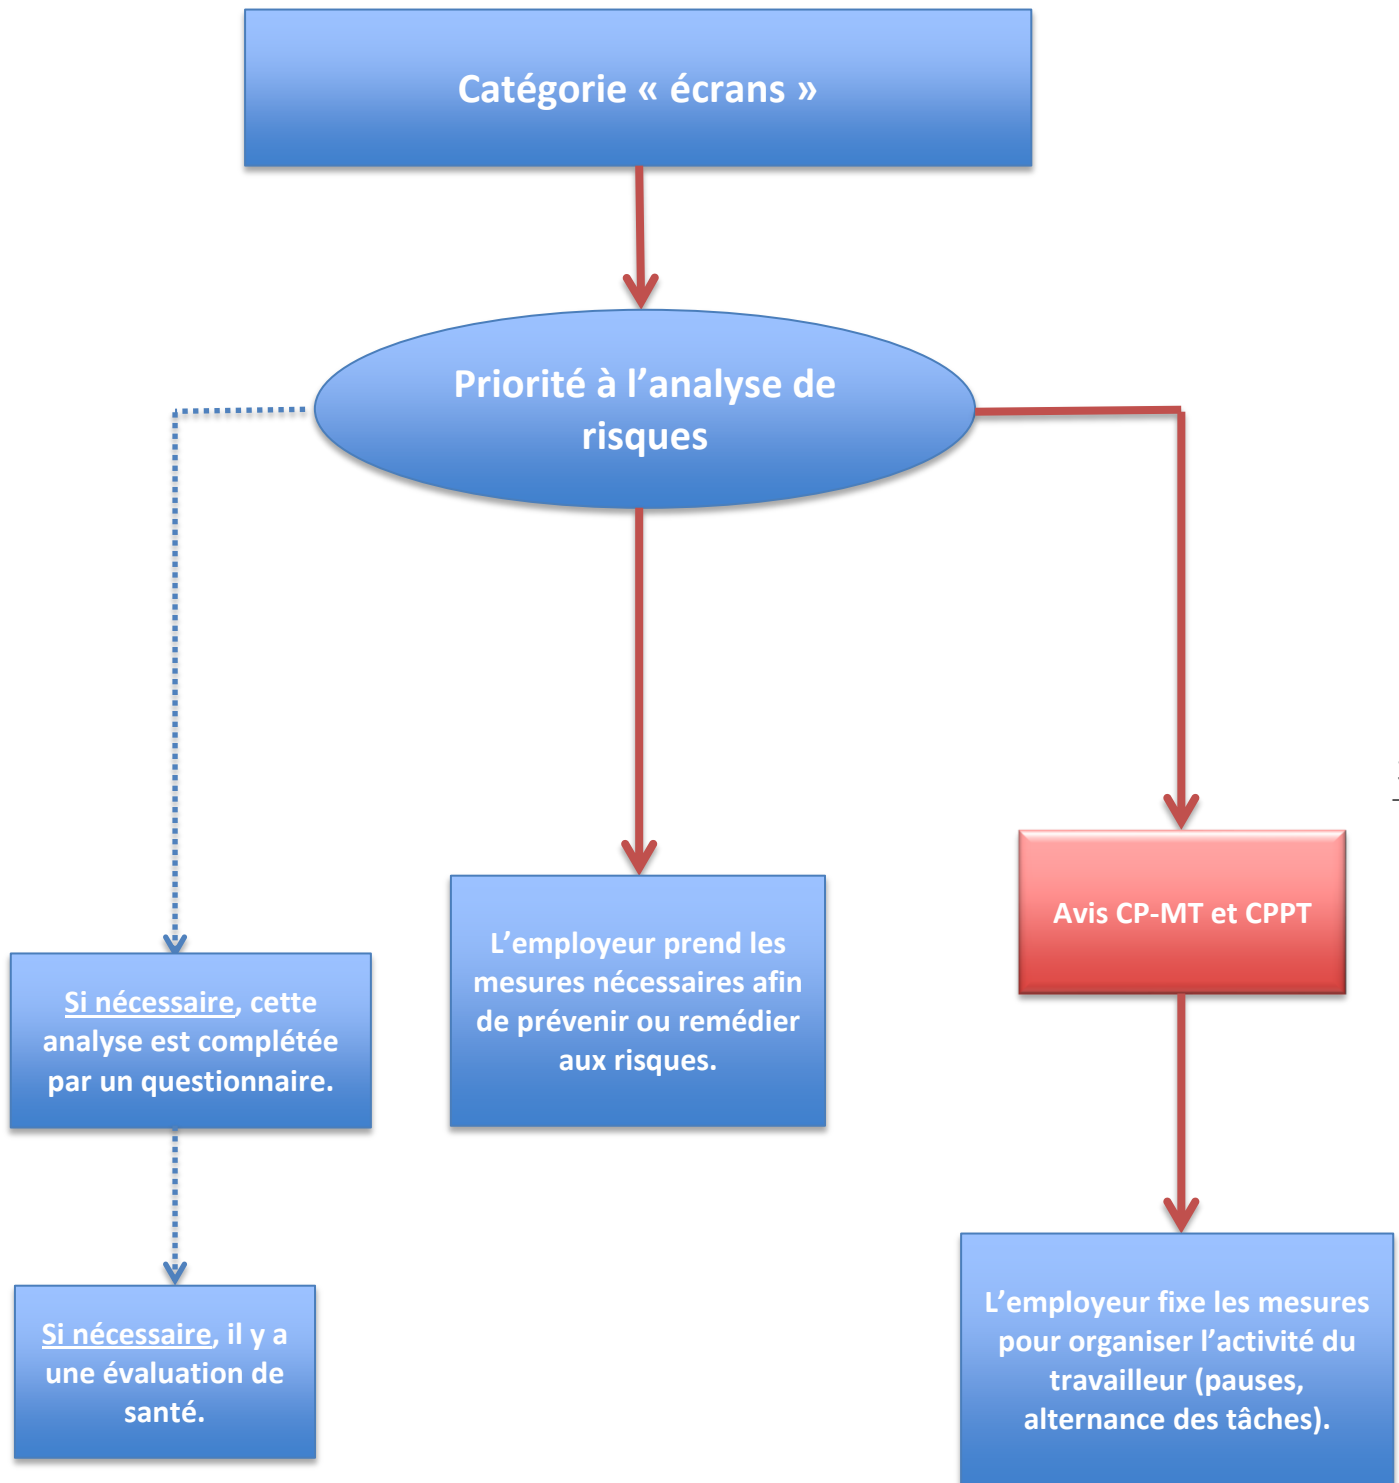 Catégorie « écrans »
Priorité à l’analyse de
risques
Avis CP-MT et CPPT
L’employeur prend les
mesures nécessaires afin
de prévenir ou remédier
aux risques.
Si nécessaire, cette
analyse est complétée
par un questionnaire.
Si nécessaire, il y a
une évaluation de
santé.
L’employeur fixe les mesures
pour organiser l’activité du
travailleur (pauses,
alternance des tâches).